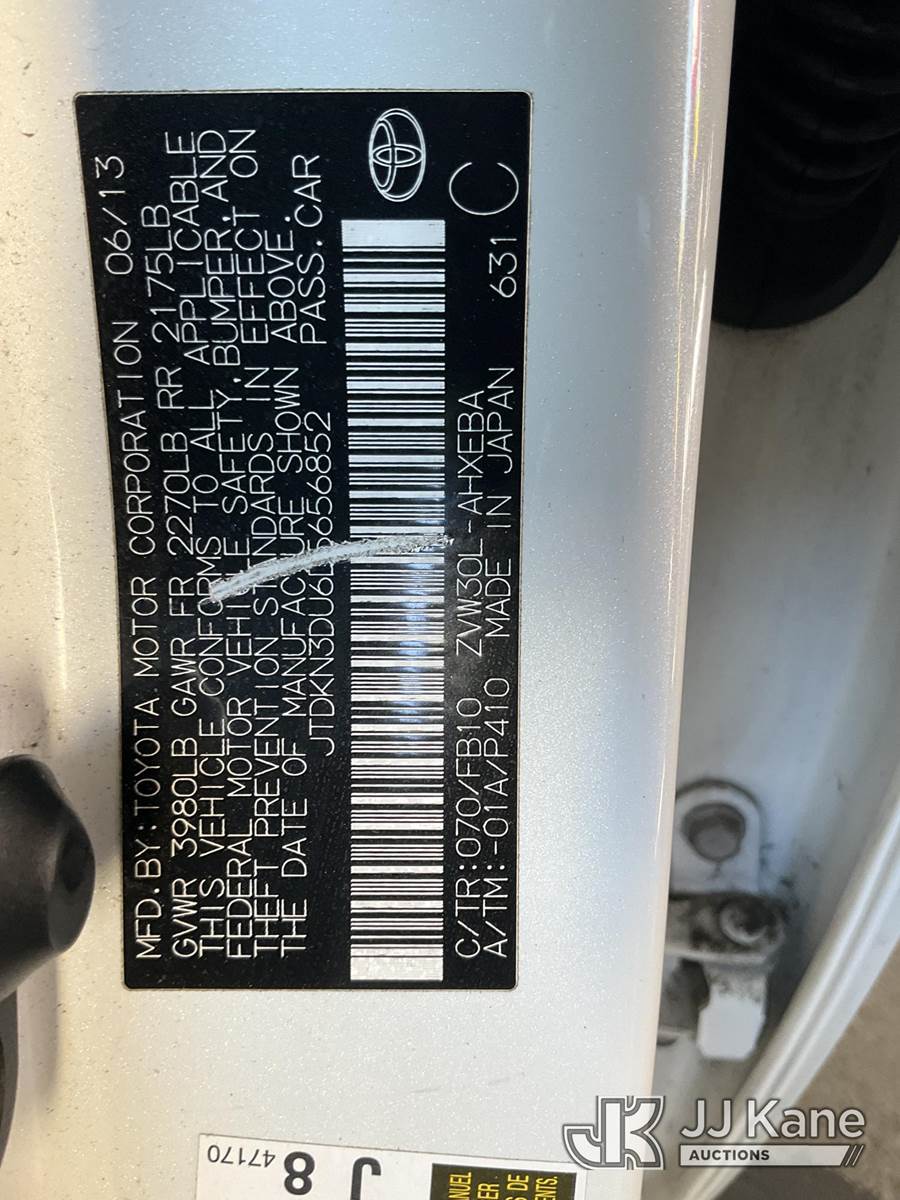 MFD.BY:TOYOTA MOTOR CORPORATION 06/13
GVWR 3980LB GAWR FR 2270LB RR 2175LB
THIS VEHICLE CONFORMS TO ALL APPLICABLE
FEDERAL MOTOR VEHICLE SAFETY, BUMPER, AND
THEFT PREVENTION STANDARDS IN EFFECT ON
THE DATE OF MANUFACTURE SHOWN ABOVE.
PASS.CAR
C/TR:070/FB10 ZVW30L-AHXEBA
A/TM:-01A/P410 MADE IN JAPAN 631
C
47170
J8
JJ Kane
AUCTIONS